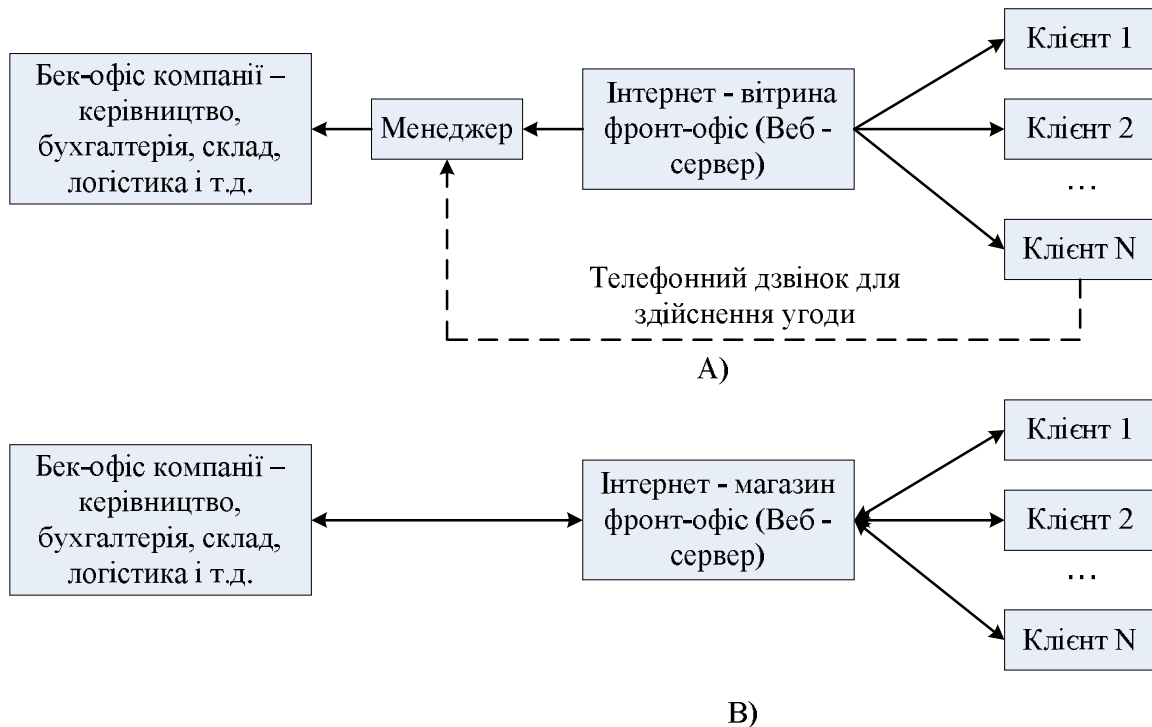 Бек-офіс компанії –
керівництво,
бухгалтерія, склад,
логістика і т.д.
Менеджер
Інтернет - вітрина
фронт-офіс (Веб -
сервер)
Клієнт 1
Клієнт 2
...
Клієнт N
Телефонний дзвінок для
здійснення угоди
А)
Бек-офіс компанії –
керівництво,
бухгалтерія, склад,
логістика і т.д.
Інтернет - магазин
фронт-офіс (Веб -
сервер)
Клієнт 1
Клієнт 2
...
Клієнт N
В)